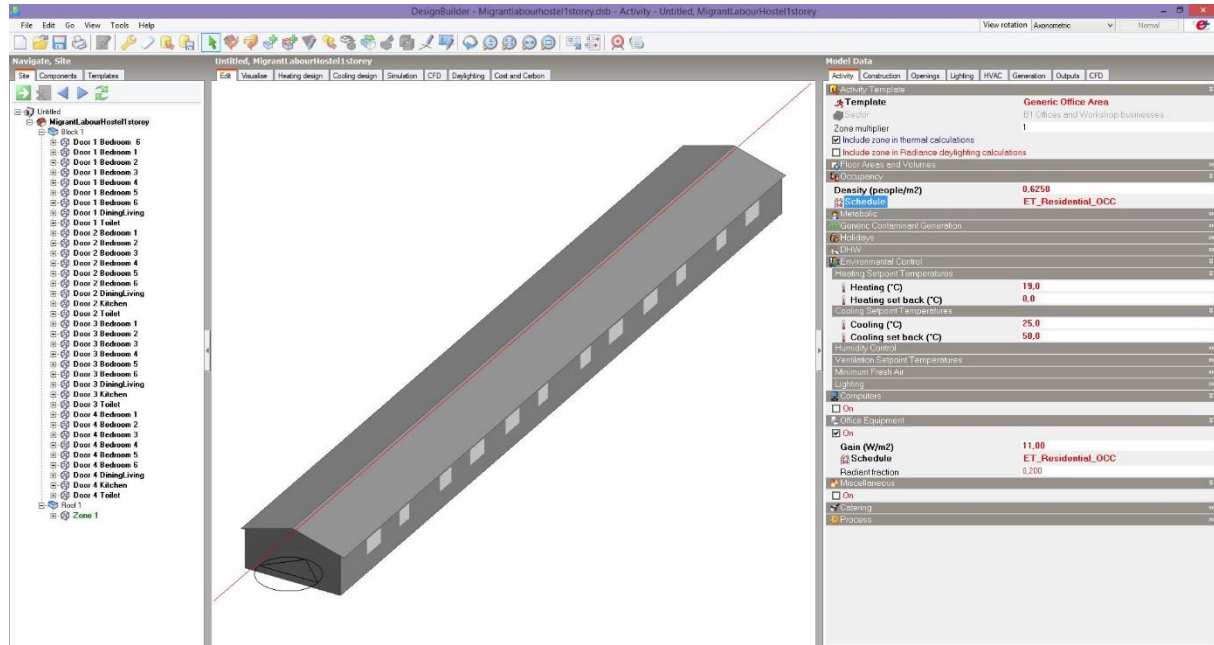 DesignBuilder - Migrantlabourhostel1storey.dsb - Activity - Untitled, MigrantLabourHostel1storey
File Edit Go View Tools Help
View rotation Axonometric Normal
Navigate, Site
Site Components Templates
Untitled
MigrantLabourHostel1storey
Block 1
Door 1 Bedroom 6
Door 1 Bedroom 1
Door 1 Bedroom 2
Door 1 Bedroom 3
Door 1 Bedroom 4
Door 1 Bedroom 5
Door 1 Bedroom 6
Door 1 DiningLiving
Door 1 Toilet
Door 2 Bedroom 1
Door 2 Bedroom 2
Door 2 Bedroom 3
Door 2 Bedroom 4
Door 2 Bedroom 5
Door 2 Bedroom 6
Door 2 DiningLiving
Door 2 Kitchen
Door 2 Toilet
Door 3 Bedroom 1
Door 3 Bedroom 2
Door 3 Bedroom 3
Door 3 Bedroom 4
Door 3 Bedroom 5
Door 3 Bedroom 6
Door 3 DiningLiving
Door 3 Kitchen
Door 3 Toilet
Door 4 Bedroom 1
Door 4 Bedroom 2
Door 4 Bedroom 3
Door 4 Bedroom 4
Door 4 Bedroom 5
Door 4 Bedroom 6
Door 4 DiningLiving
Door 4 Kitchen
Door 4 Toilet
Roof 1
Zone 1
Untitled, MigrantLabourHostel1storey
Edit Visualise Heating design Cooling design Simulation CFD Daylighting Cost and Carbon
Model Data
Activity Construction Openings Lighting HVAC Generation Outputs CFD
Activity Template
Template Generic Office Area
Sector B1 Offices and Workshop businesses
Zone multiplier 1
Include zone in thermal calculations
Include zone in Radiance daylighting calculations
Floor Areas and Volumes
Occupancy
Density (people/m2) 0,6250
Schedule ET_Residential_OCC
Metabolic
Generic Contaminant Generation
Holidays
DHW
Environmental Control
Heating Setpoint Temperatures
Heating (°C) 19,0
Heating set back (°C) 0,0
Cooling Setpoint Temperatures
Cooling (°C) 25,0
Cooling set back (°C) 50,0
Humidity Control
Ventilation Setpoint Temperatures
Minimum Fresh Air
Lighting
Computers
On
Office Equipment
On
Gain (W/m2) 11,00
Schedule ET_Residential_OCC
Radiant fraction 0,200
Miscellaneous
On
Catering
Process